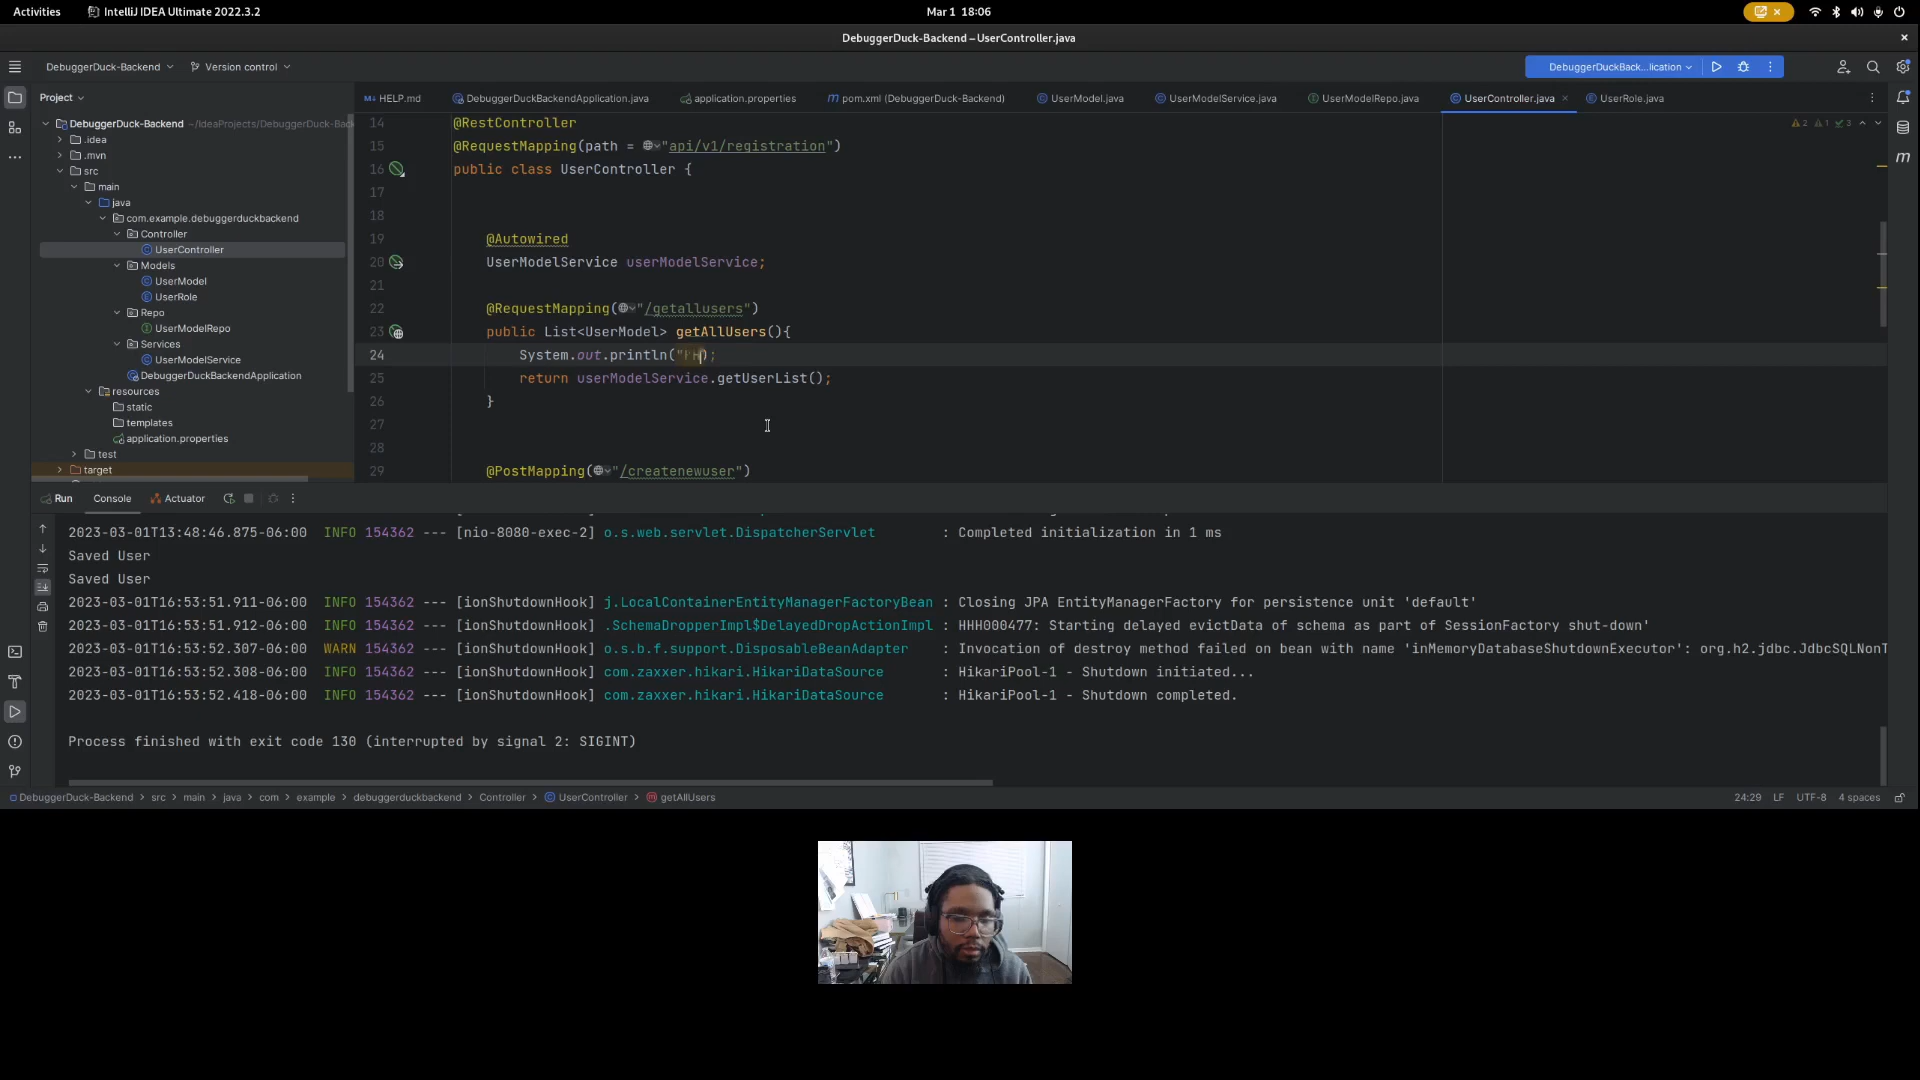 Activities
IntelliJ IDEA Ultimate 2022.3.2
Mar 1 18:06
DebuggerDuck-Backend – UserController.java
DebuggerDuck-Backend
Version control
DebuggerDuckBack...lication
Project
HELP.md
DebuggerDuckBackendApplication.java
application.properties
pom.xml (DebuggerDuck-Backend)
UserModel.java
UserModelService.java
UserModelRepo.java
UserController.java
UserRole.java
DebuggerDuck-Backend ~/IdeaProjects/DebuggerDuck-Back
.idea
.mvn
src
main
java
com.example.debuggerduckbackend
Controller
UserController
Models
UserModel
UserRole
Repo
UserModelRepo
Services
UserModelService
DebuggerDuckBackendApplication
resources
static
templates
application.properties
test
target
14 @RestController
15 @RequestMapping(path = "api/v1/registration")
16 public class UserController {
17
18
19 @Autowired
20 UserModelService userModelService;
21
22 @RequestMapping("/getallusers")
23 public List<UserModel> getAllUsers(){
24 System.out.println(");
25 return userModelService.getUserList();
26 }
27
28
29 @PostMapping("/createnewuser")
2 1 3
Run
Console
Actuator
2023-03-01T13:48:46.875-06:00 INFO 154362 --- [nio-8080-exec-2] o.s.web.servlet.DispatcherServlet : Completed initialization in 1 ms
Saved User
Saved User
2023-03-01T16:53:51.911-06:00 INFO 154362 --- [ionShutdownHook] j.LocalContainerEntityManagerFactoryBean : Closing JPA EntityManagerFactory for persistence unit 'default'
2023-03-01T16:53:51.912-06:00 INFO 154362 --- [ionShutdownHook] .SchemaDropperImpl$DelayedDropActionImpl : HHH000477: Starting delayed evictData of schema as part of SessionFactory shut-down'
2023-03-01T16:53:52.307-06:00 WARN 154362 --- [ionShutdownHook] o.s.b.f.support.DisposableBeanAdapter : Invocation of destroy method failed on bean with name 'inMemoryDatabaseShutdownExecutor': org.h2.jdbc.JdbcSQLNonT
2023-03-01T16:53:52.308-06:00 INFO 154362 --- [ionShutdownHook] com.zaxxer.hikari.HikariDataSource : HikariPool-1 - Shutdown initiated...
2023-03-01T16:53:52.418-06:00 INFO 154362 --- [ionShutdownHook] com.zaxxer.hikari.HikariDataSource : HikariPool-1 - Shutdown completed.
Process finished with exit code 130 (interrupted by signal 2: SIGINT)
DebuggerDuck-Backend > src > main > java > com > example > debuggerduckbackend > Controller > UserController > getAllUsers
24:29 LF UTF-8 4 spaces